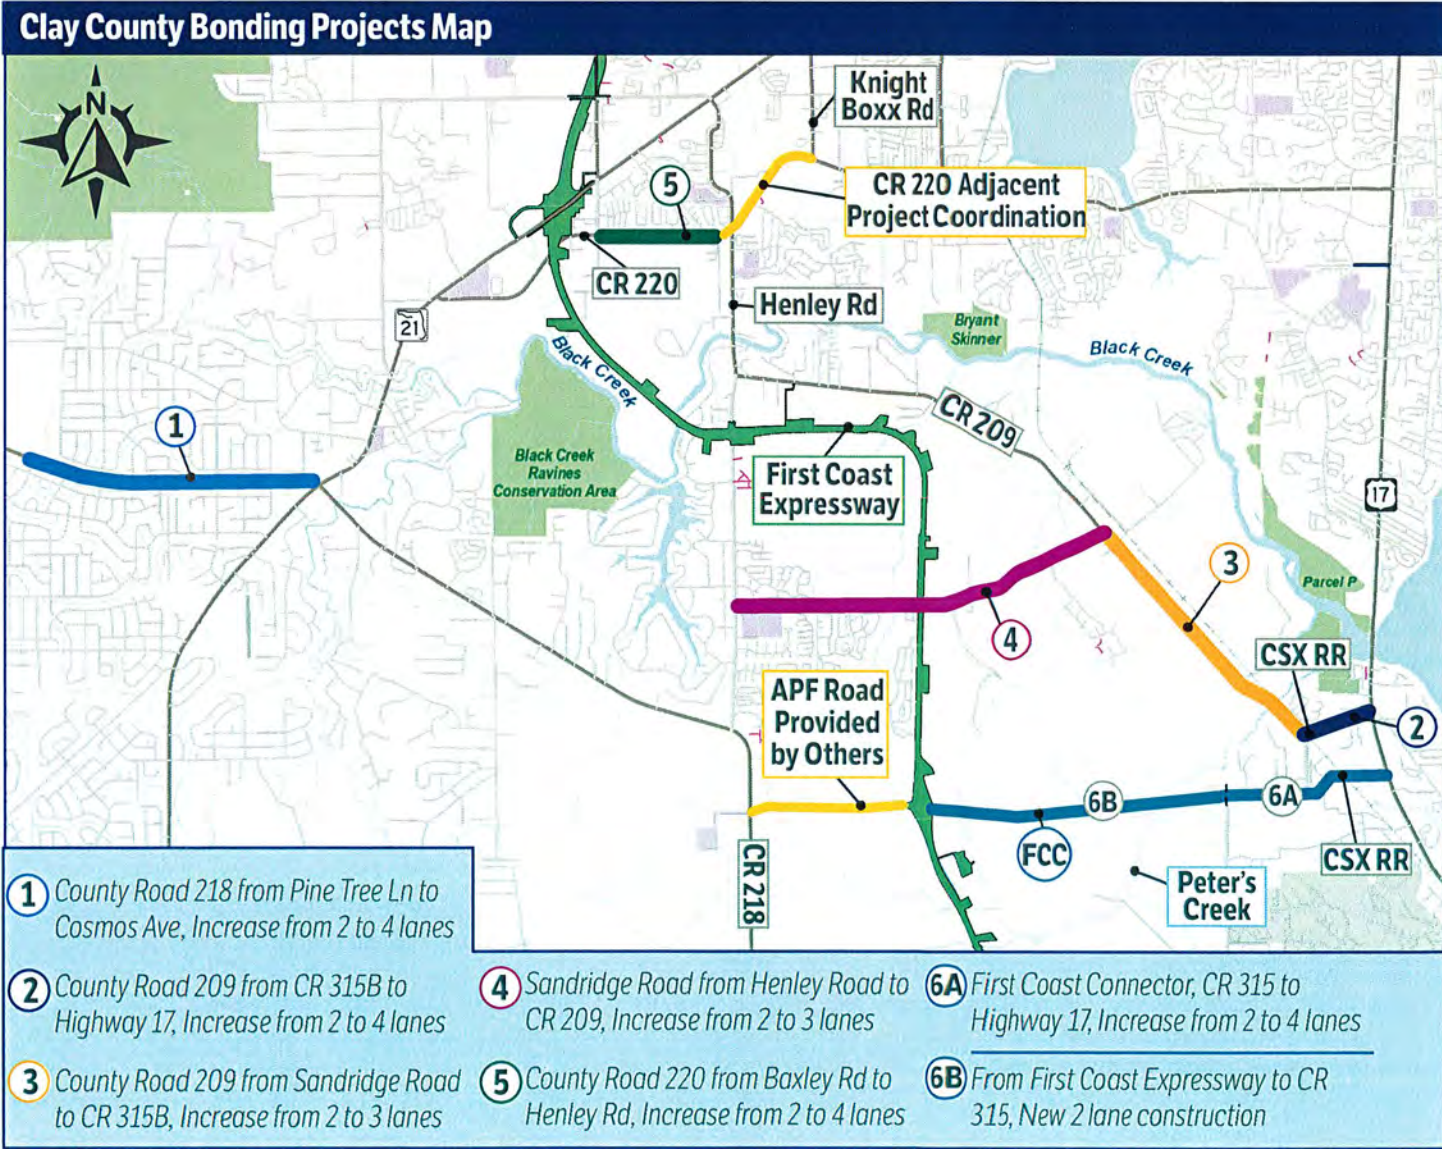 Clay County Bonding Projects Map
N
Knight
Boxx Rd
5
CR 220 Adjacent
Project Coordination
CR 220
Henley Rd
21
Bryant
Skinner
Black Creek
Black Creek
CR 209
1
Black Creek
Ravines
Conservation Area
First Coast
Expressway
17
3
Parcel P
4
CSX RR
APF Road
Provided
by Others
2
6B
6A
FCC
CSX RR
CR 218
Peter's
Creek
1 County Road 218 from Pine Tree Ln to
Cosmos Ave, Increase from 2 to 4 lanes
2 County Road 209 from CR 315B to
Highway 17, Increase from 2 to 4 lanes
3 County Road 209 from Sandridge Road
to CR 315B, Increase from 2 to 3 lanes
4 Sandridge Road from Henley Road to
CR 209, Increase from 2 to 3 lanes
5 County Road 220 from Baxley Rd to
Henley Rd, Increase from 2 to 4 lanes
6A First Coast Connector, CR 315 to
Highway 17, Increase from 2 to 4 lanes
6B From First Coast Expressway to CR
315, New 2 lane construction